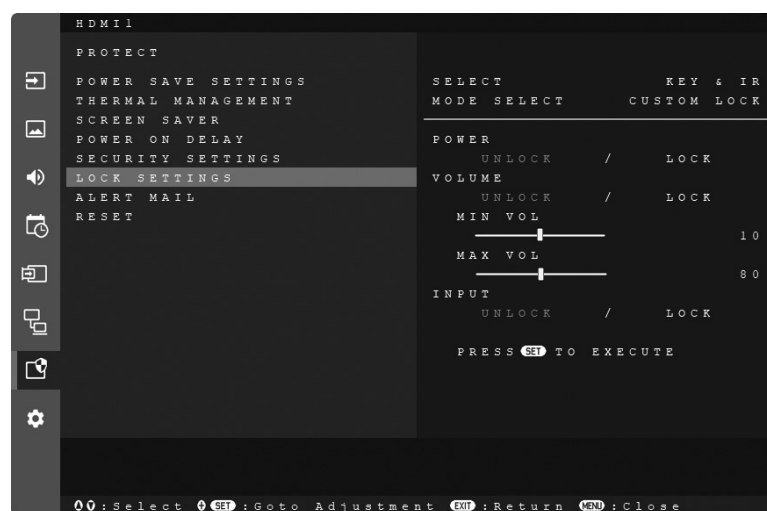 HDMI1
PROTECT
POWER SAVE SETTINGS
THERMAL MANAGEMENT
SCREEN SAVER
POWER ON DELAY
SECURITY SETTINGS
LOCK SETTINGS
ALERT MAIL
RESET
SELECT KEY & IR
MODE SELECT CUSTOM LOCK
POWER
UNLOCK / LOCK
VOLUME
UNLOCK / LOCK
MIN VOL
10
MAX VOL
80
INPUT
UNLOCK / LOCK
PRESS SET TO EXECUTE
:Select SET:Goto Adjustment EXIT:Return MENU:Close